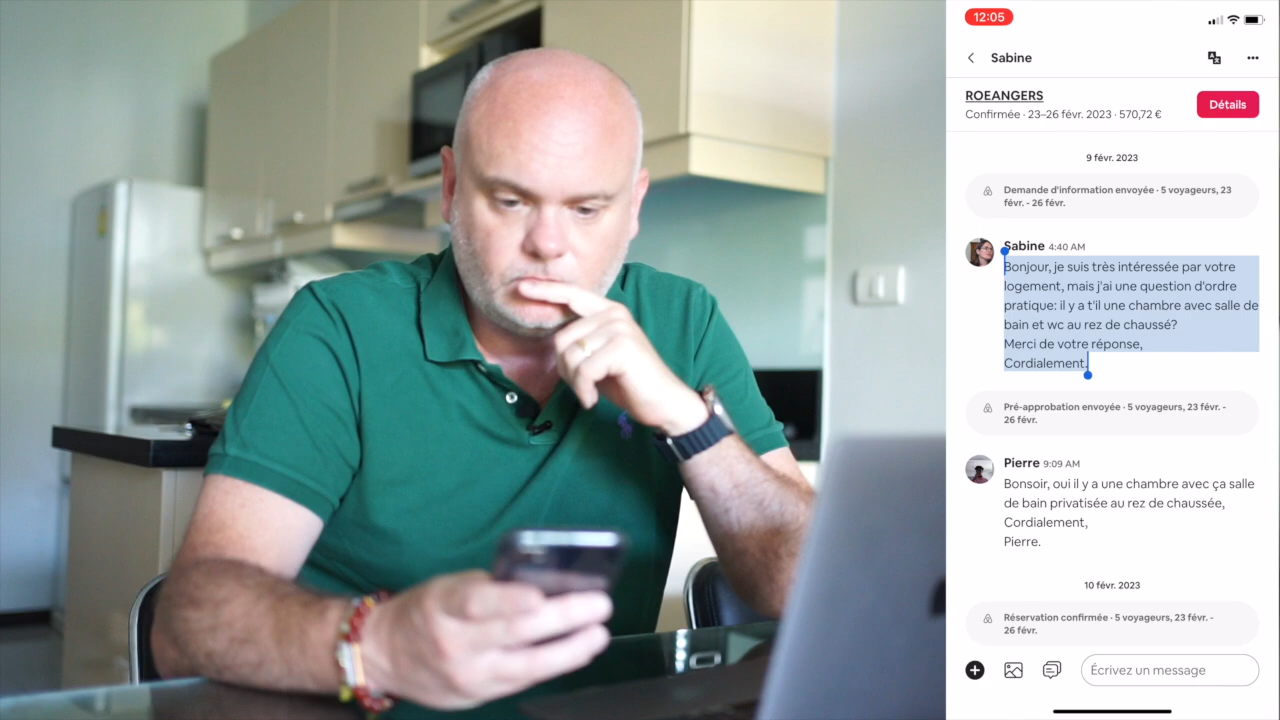 12:05
Sabine
ROEANGERS
Détails
Confirmée · 23–26 févr. 2023 · 570,72 €
9 févr. 2023
Demande d'information envoyée · 5 voyageurs, 23
févr. - 26 févr.
Sabine 4:40 AM
Bonjour, je suis très intéressée par votre
logement, mais j'ai une question d'ordre
pratique: il y a t'il une chambre avec salle de
bain et wc au rez de chaussé?
Merci de votre réponse,
Cordialement.
Pré-approbation envoyée · 5 voyageurs, 23 févr. -
26 févr.
Pierre 9:09 AM
Bonsoir, oui il y a une chambre avec ça salle
de bain privatisée au rez de chaussée,
Cordialement,
Pierre.
10 févr. 2023
Réservation confirmée · 5 voyageurs, 23 févr. -
26 févr.
Écrivez un message